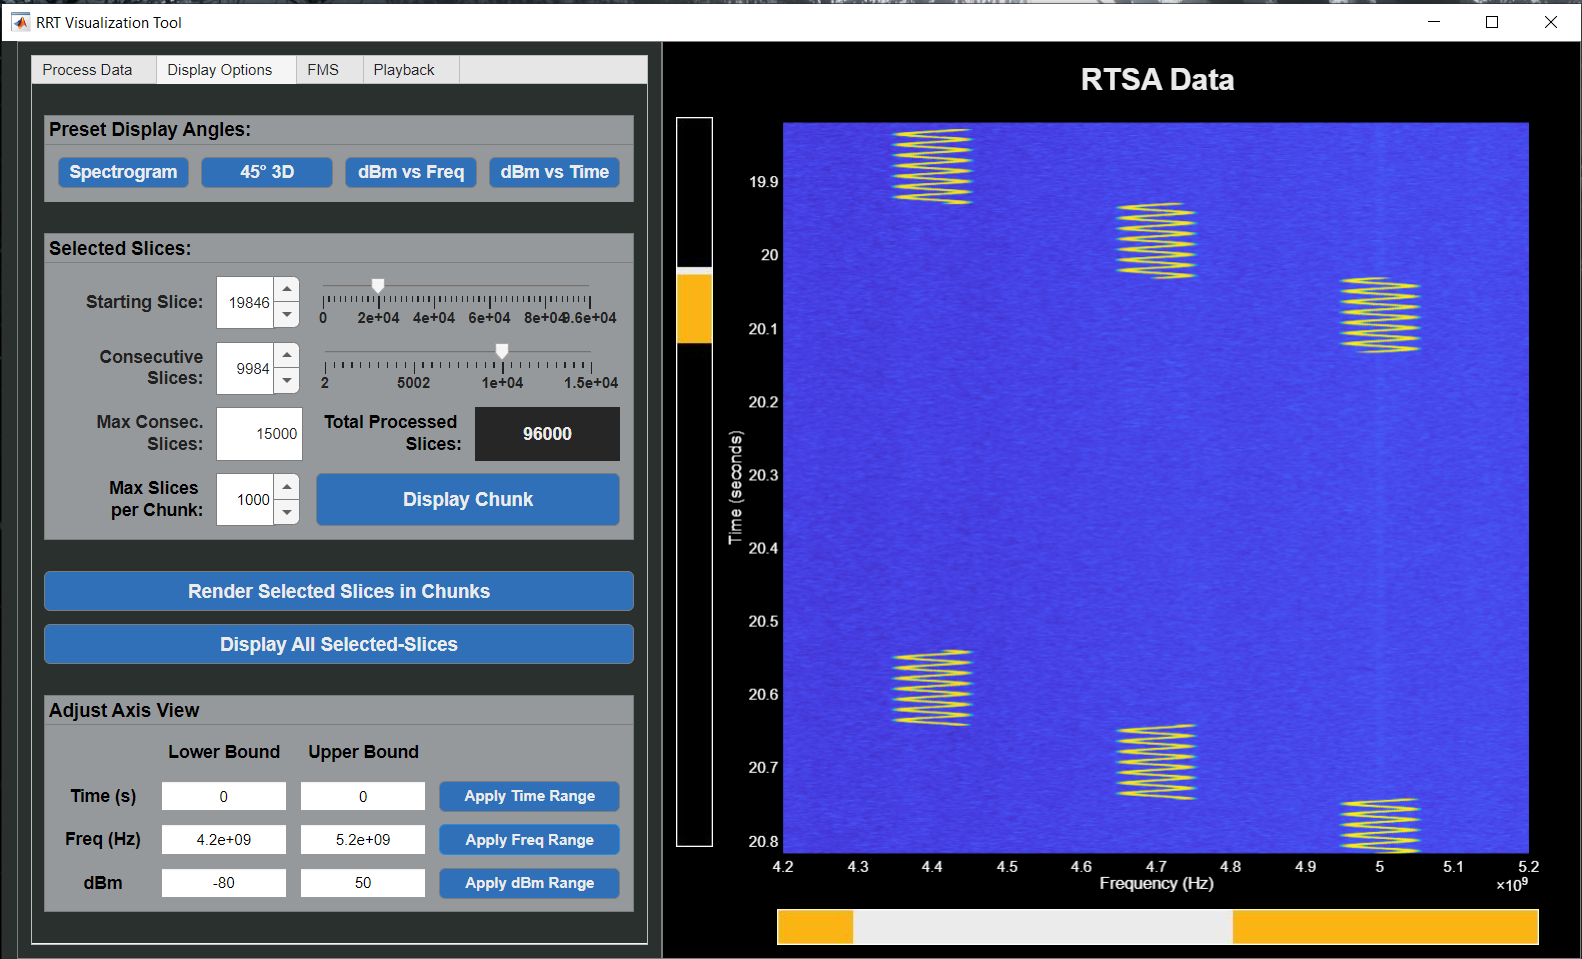 RRT Visualization Tool
Process Data Display Options FMS Playback
Preset Display Angles:
Spectrogram 45° 3D dBm vs Freq dBm vs Time
Selected Slices:
Starting Slice: 19846
0 2e+04 4e+04 6e+04 8e+04 9.6e+04
Consecutive
Slices: 9984
2 5002 1e+04 1.5e+04
Max Consec.
Slices: 15000
Total Processed
Slices: 96000
Max Slices
per Chunk: 1000
Display Chunk
Render Selected Slices in Chunks
Display All Selected-Slices
Adjust Axis View
Lower Bound Upper Bound
Time (s) 0 0 Apply Time Range
Freq (Hz) 4.2e+09 5.2e+09 Apply Freq Range
dBm -80 50 Apply dBm Range
RTSA Data
Time (seconds)
19.9
20
20.1
20.2
20.3
20.4
20.5
20.6
20.7
20.8
4.2 4.3 4.4 4.5 4.6 4.7 4.8 4.9 5 5.1 5.2
Frequency (Hz)
×10⁹